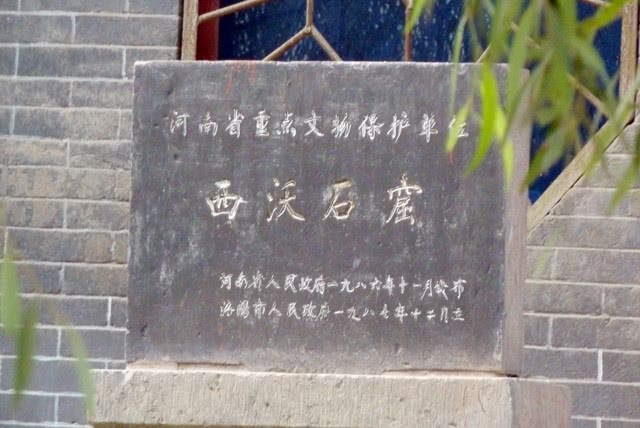 河南省重点文物保护单位
西沃石窟
河南省人民政府一九八六年十一月公布
洛阳市人民政府一九八七年十二月立